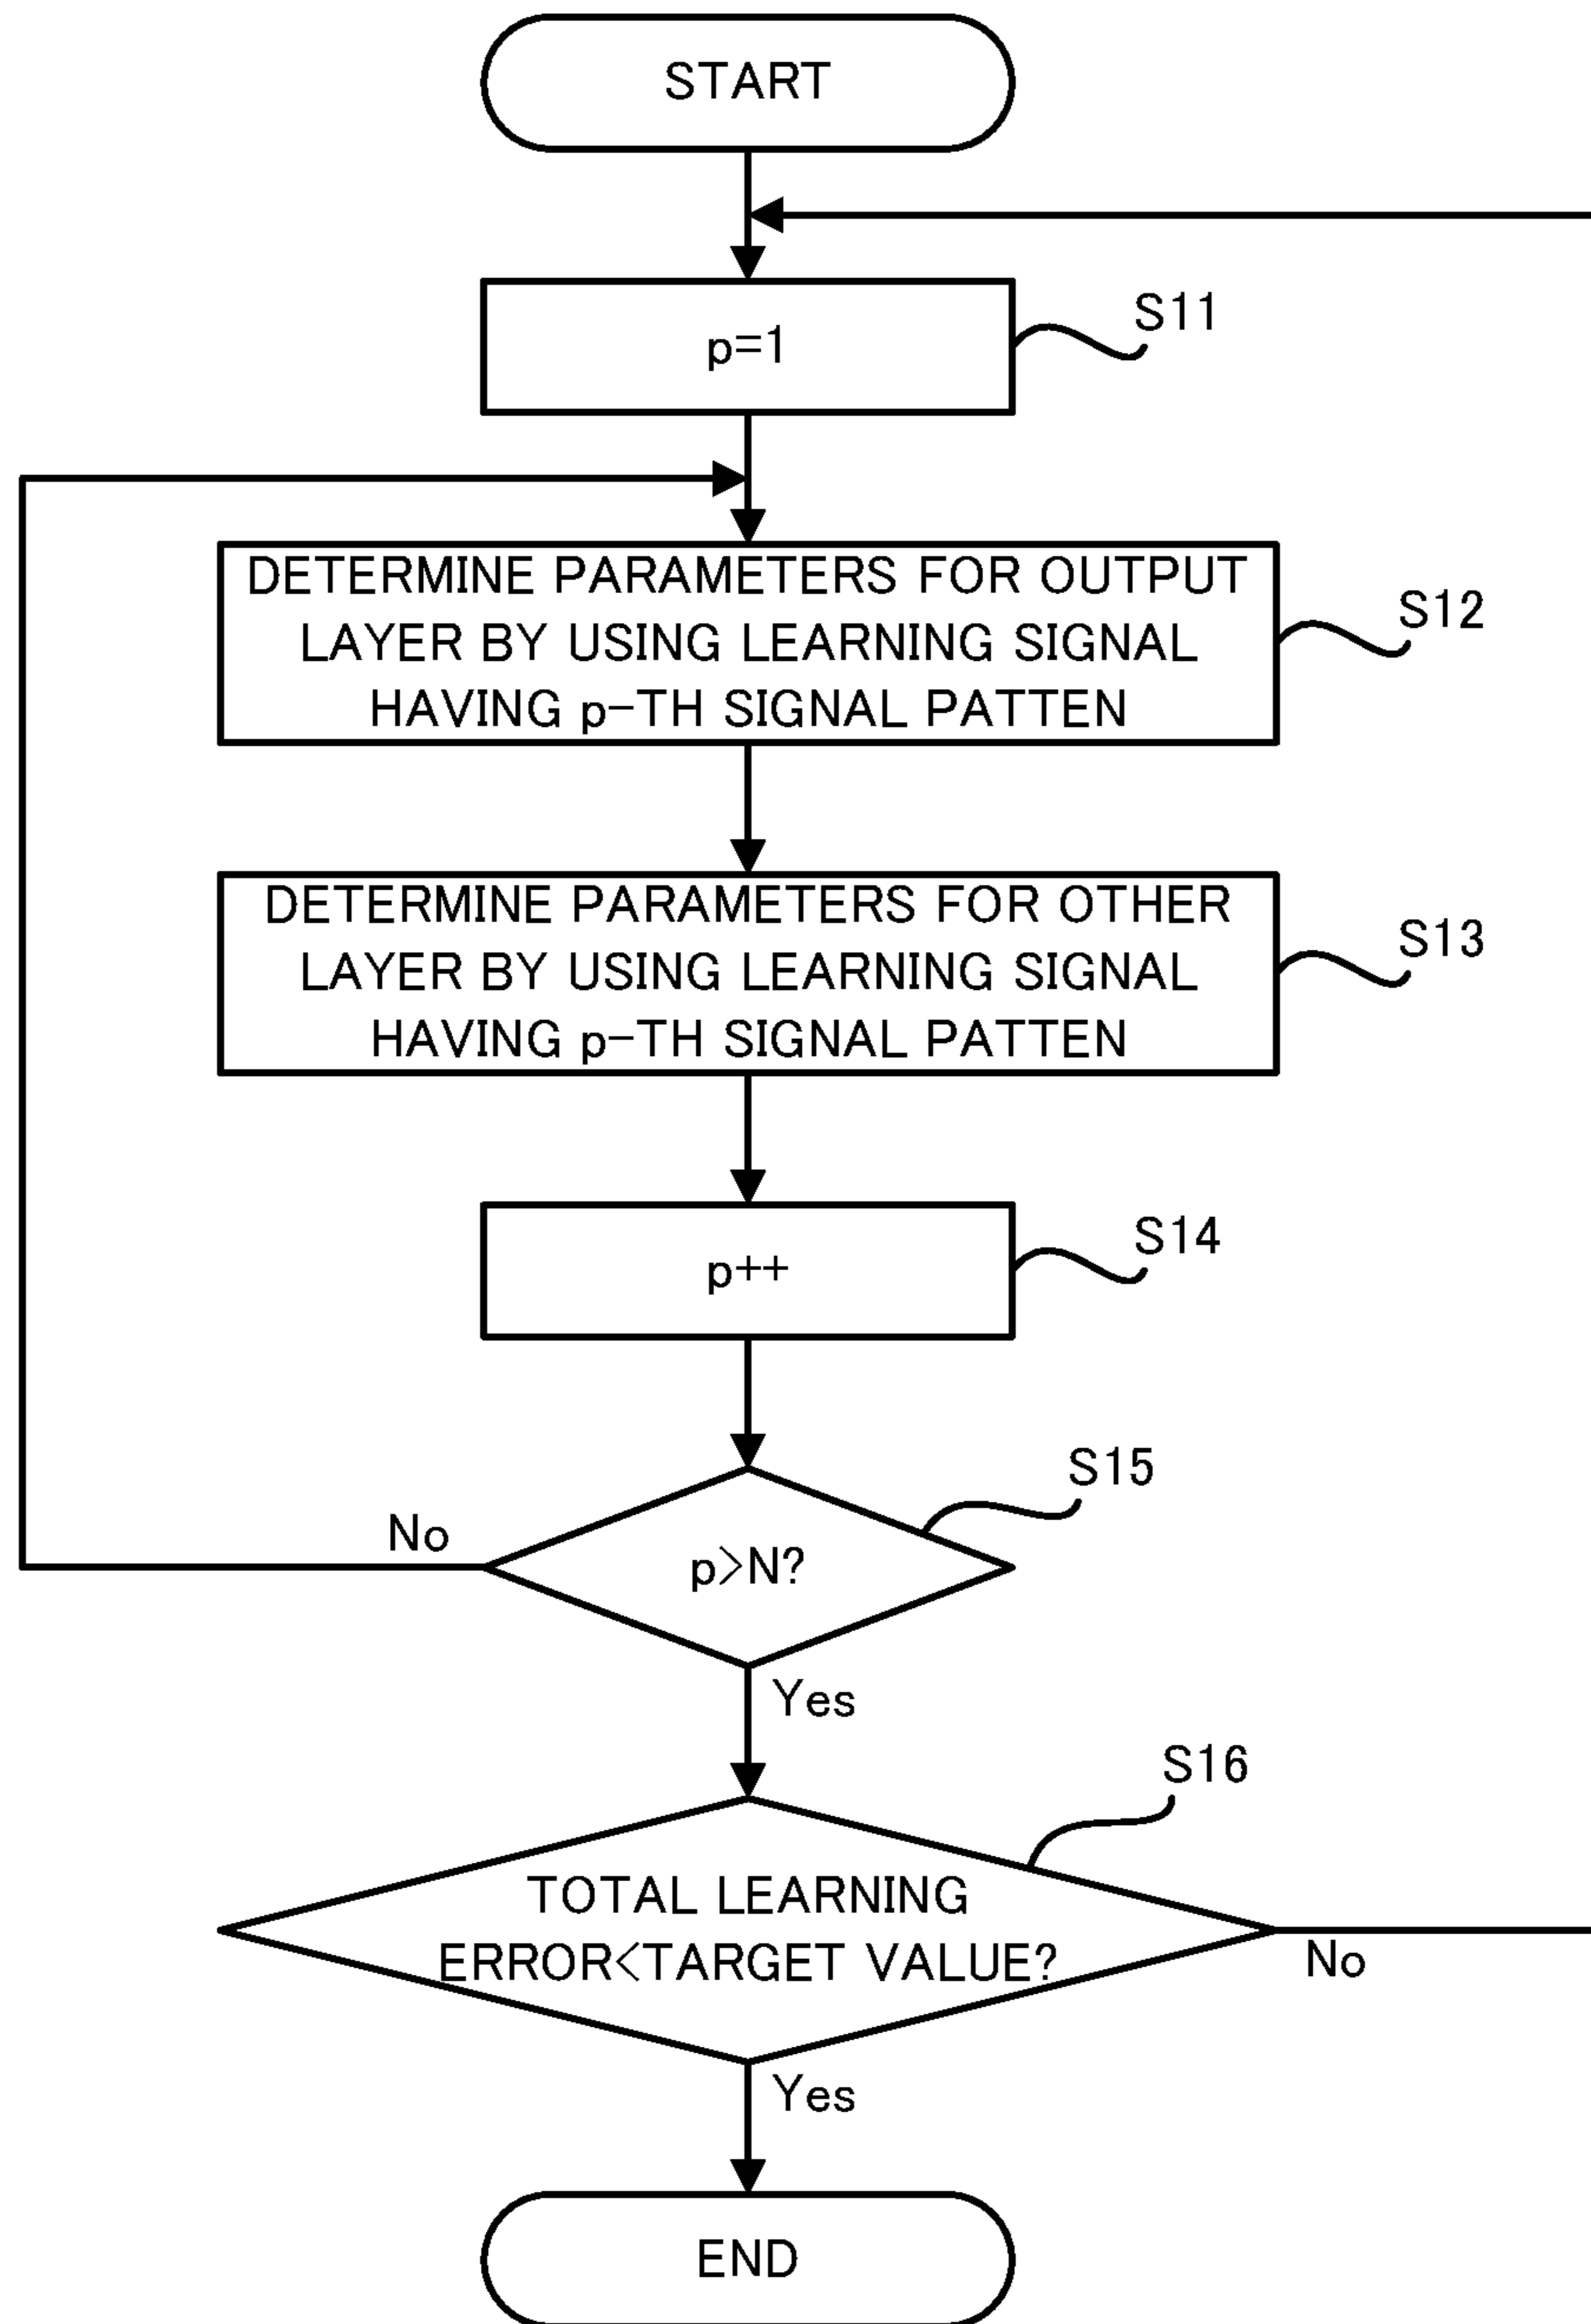 START
p=1
S11
DETERMINE PARAMETERS FOR OUTPUT
LAYER BY USING LEARNING SIGNAL
HAVING p-TH SIGNAL PATTEN
S12
DETERMINE PARAMETERS FOR OTHER
LAYER BY USING LEARNING SIGNAL
HAVING p-TH SIGNAL PATTEN
S13
p++
S14
S15
No
p>N?
Yes
S16
TOTAL LEARNING
ERROR<TARGET VALUE?
No
Yes
END